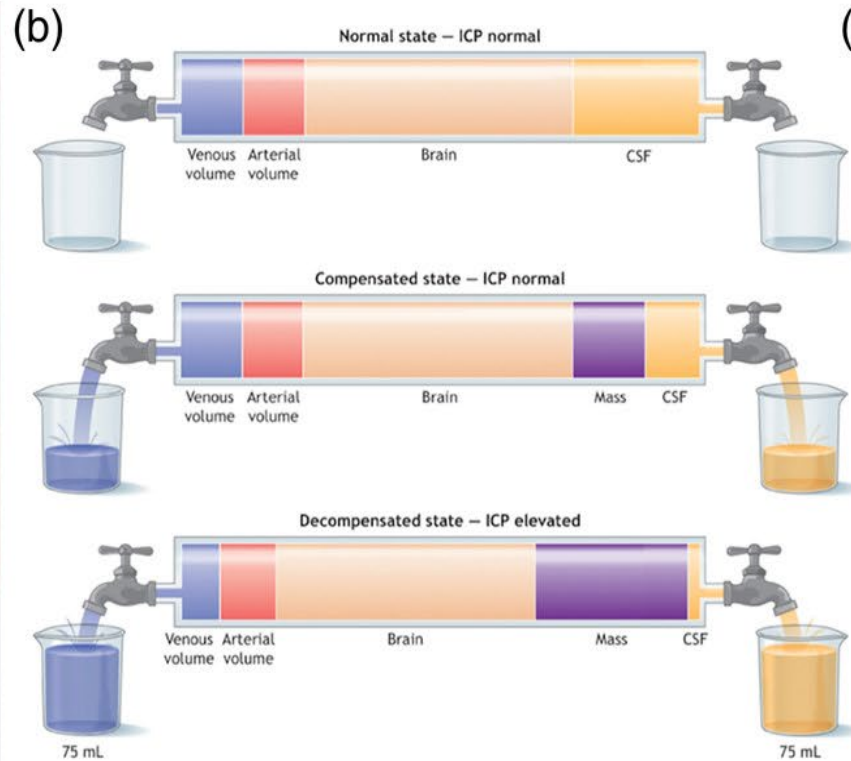 (b)
(
Normal state — ICP normal
Venous volume
Arterial volume
Brain
CSF
Compensated state — ICP normal
Venous volume
Arterial volume
Brain
Mass
CSF
Decompensated state — ICP elevated
Venous volume
Arterial volume
Brain
Mass
CSF
75 mL
75 mL